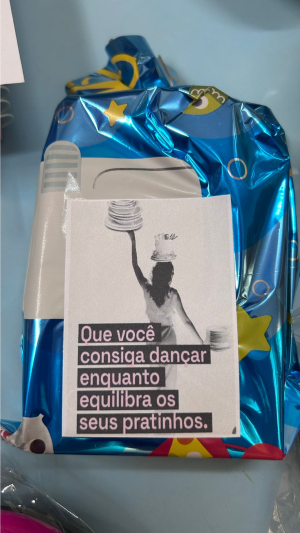 Que você
consiga dançar
enquanto
equilibra os
seus pratinhos.